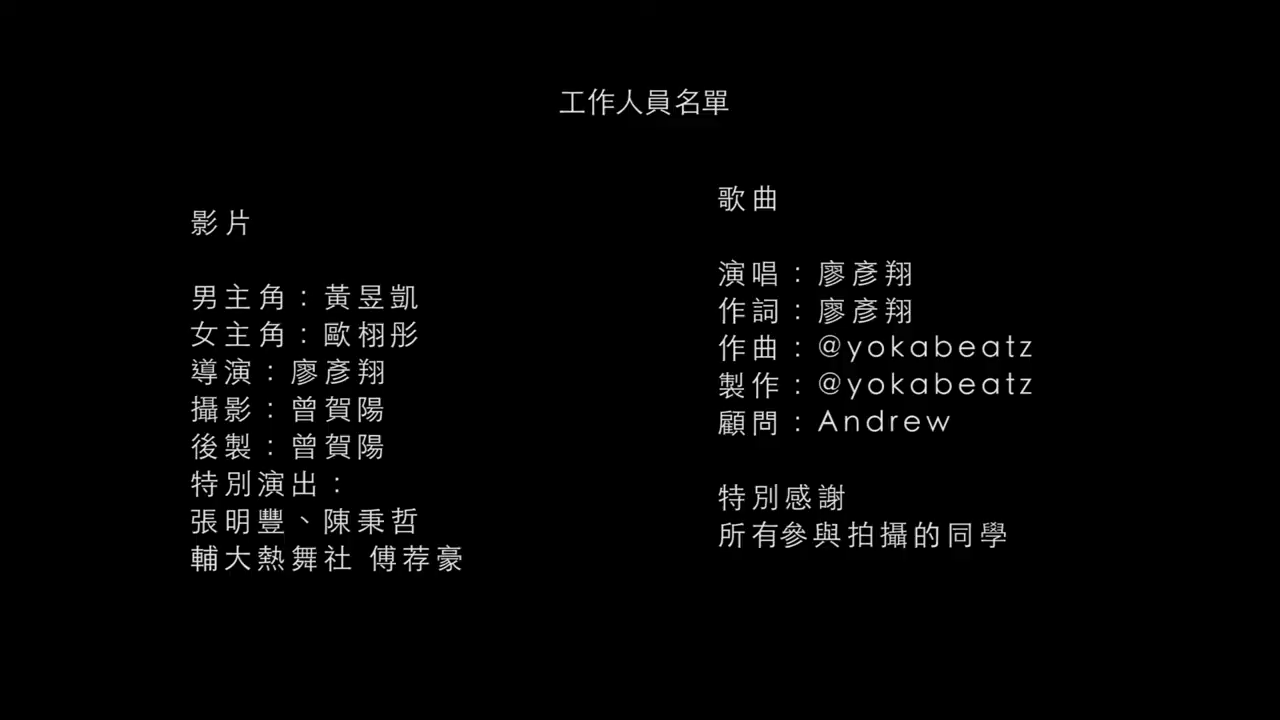 工作人員名單
影片
男主角：黃昱凱
女主角：歐栩彤
導演：廖彥翔
攝影：曾賀陽
後製：曾賀陽
特別演出：
張明豐、陳秉哲
輔大熱舞社 傅荐豪
歌曲
演唱：廖彥翔
作詞：廖彥翔
作曲：@yokabeatz
製作：@yokabeatz
顧問：Andrew
特別感謝
所有參與拍攝的同學